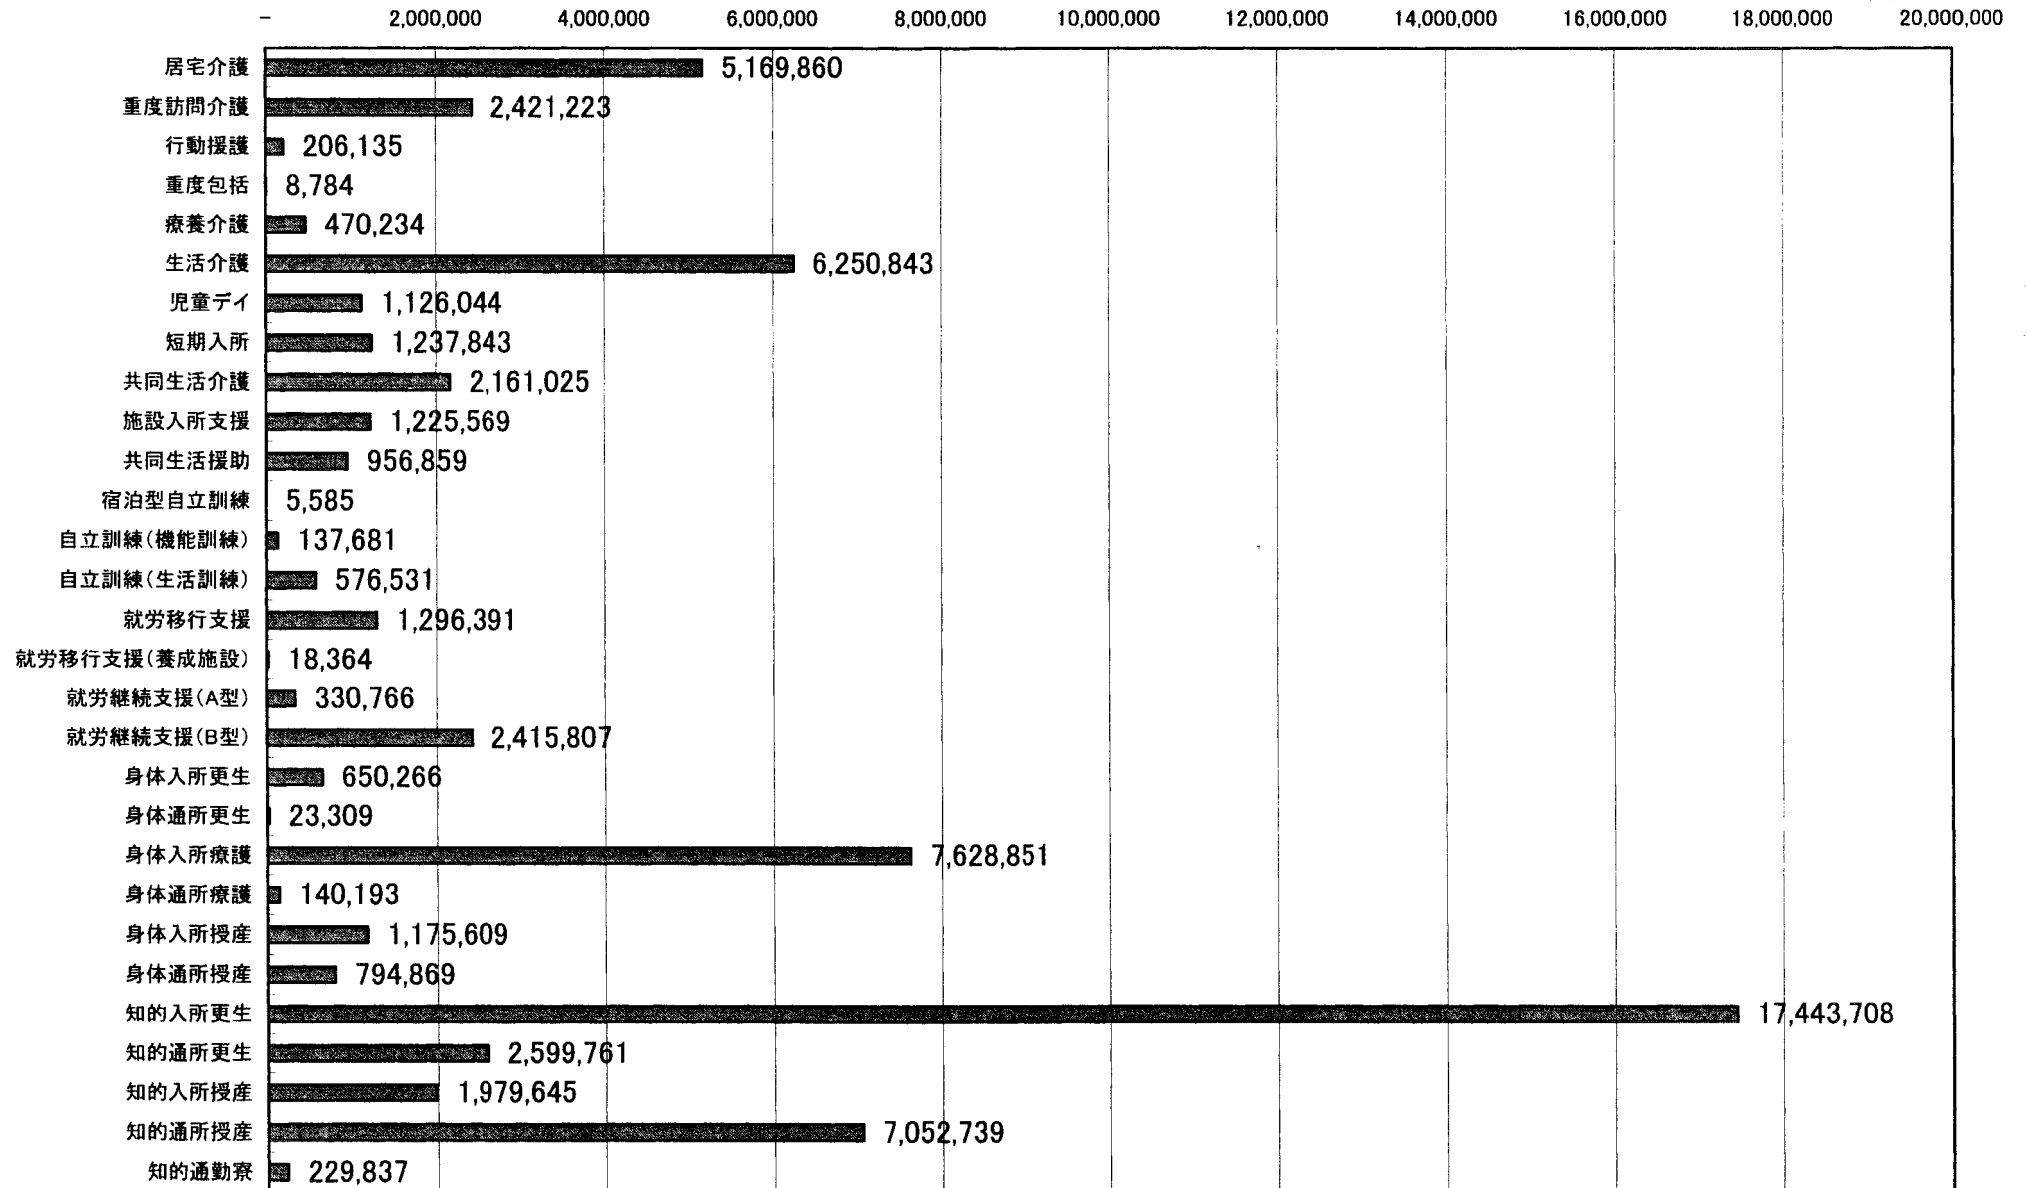 - 2,000,000 4,000,000 6,000,000 8,000,000 10,000,000 12,000,000 14,000,000 16,000,000 18,000,000 20,000,000
居宅介護 5,169,860
重度訪問介護 2,421,223
行動援護 206,135
重度包括 8,784
療養介護 470,234
生活介護 6,250,843
児童デイ 1,126,044
短期入所 1,237,843
共同生活介護 2,161,025
施設入所支援 1,225,569
共同生活援助 956,859
宿泊型自立訓練 5,585
自立訓練(機能訓練) 137,681
自立訓練(生活訓練) 576,531
就労移行支援 1,296,391
就労移行支援(養成施設) 18,364
就労継続支援(A型) 330,766
就労継続支援(B型) 2,415,807
身体入所更生 650,266
身体通所更生 23,309
身体入所療護 7,628,851
身体通所療護 140,193
身体入所授産 1,175,609
身体通所授産 794,869
知的入所更生 17,443,708
知的通所更生 2,599,761
知的入所授産 1,979,645
知的通所授産 7,052,739
知的通勤寮 229,837